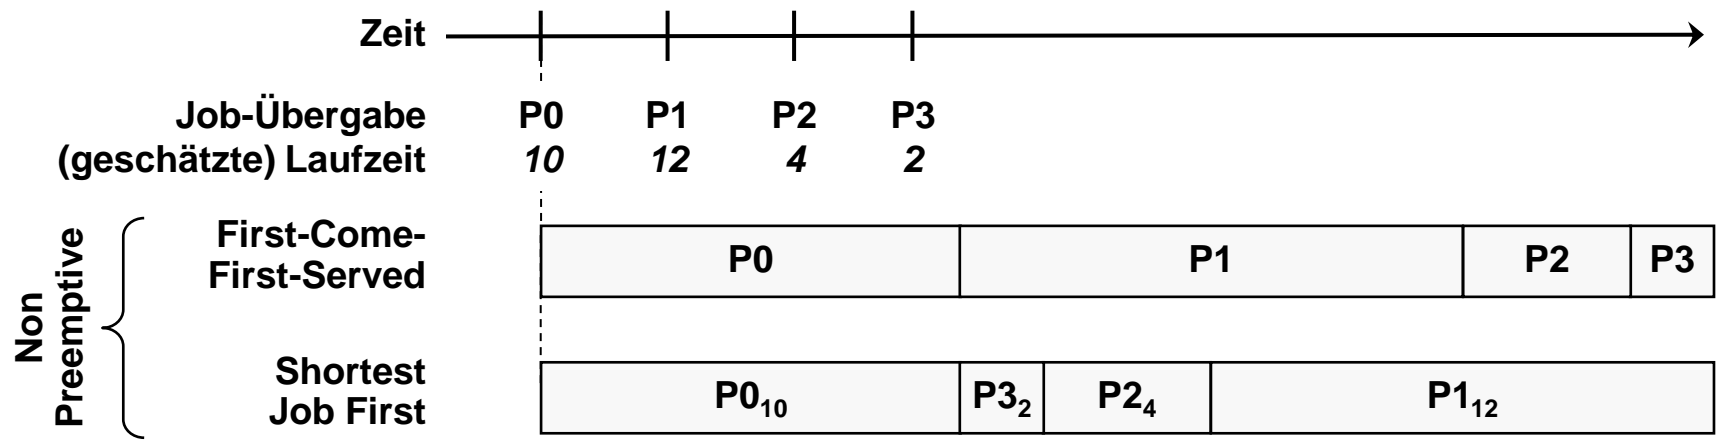 Zeit
Job-Übergabe P0 P1 P2 P3
(geschätzte) Laufzeit 10 12 4 2
Non
Preemptive
First-Come-
First-Served
P0 P1 P2 P3
Shortest
Job First
P0₁₀ P3₂ P2₄ P1₁₂